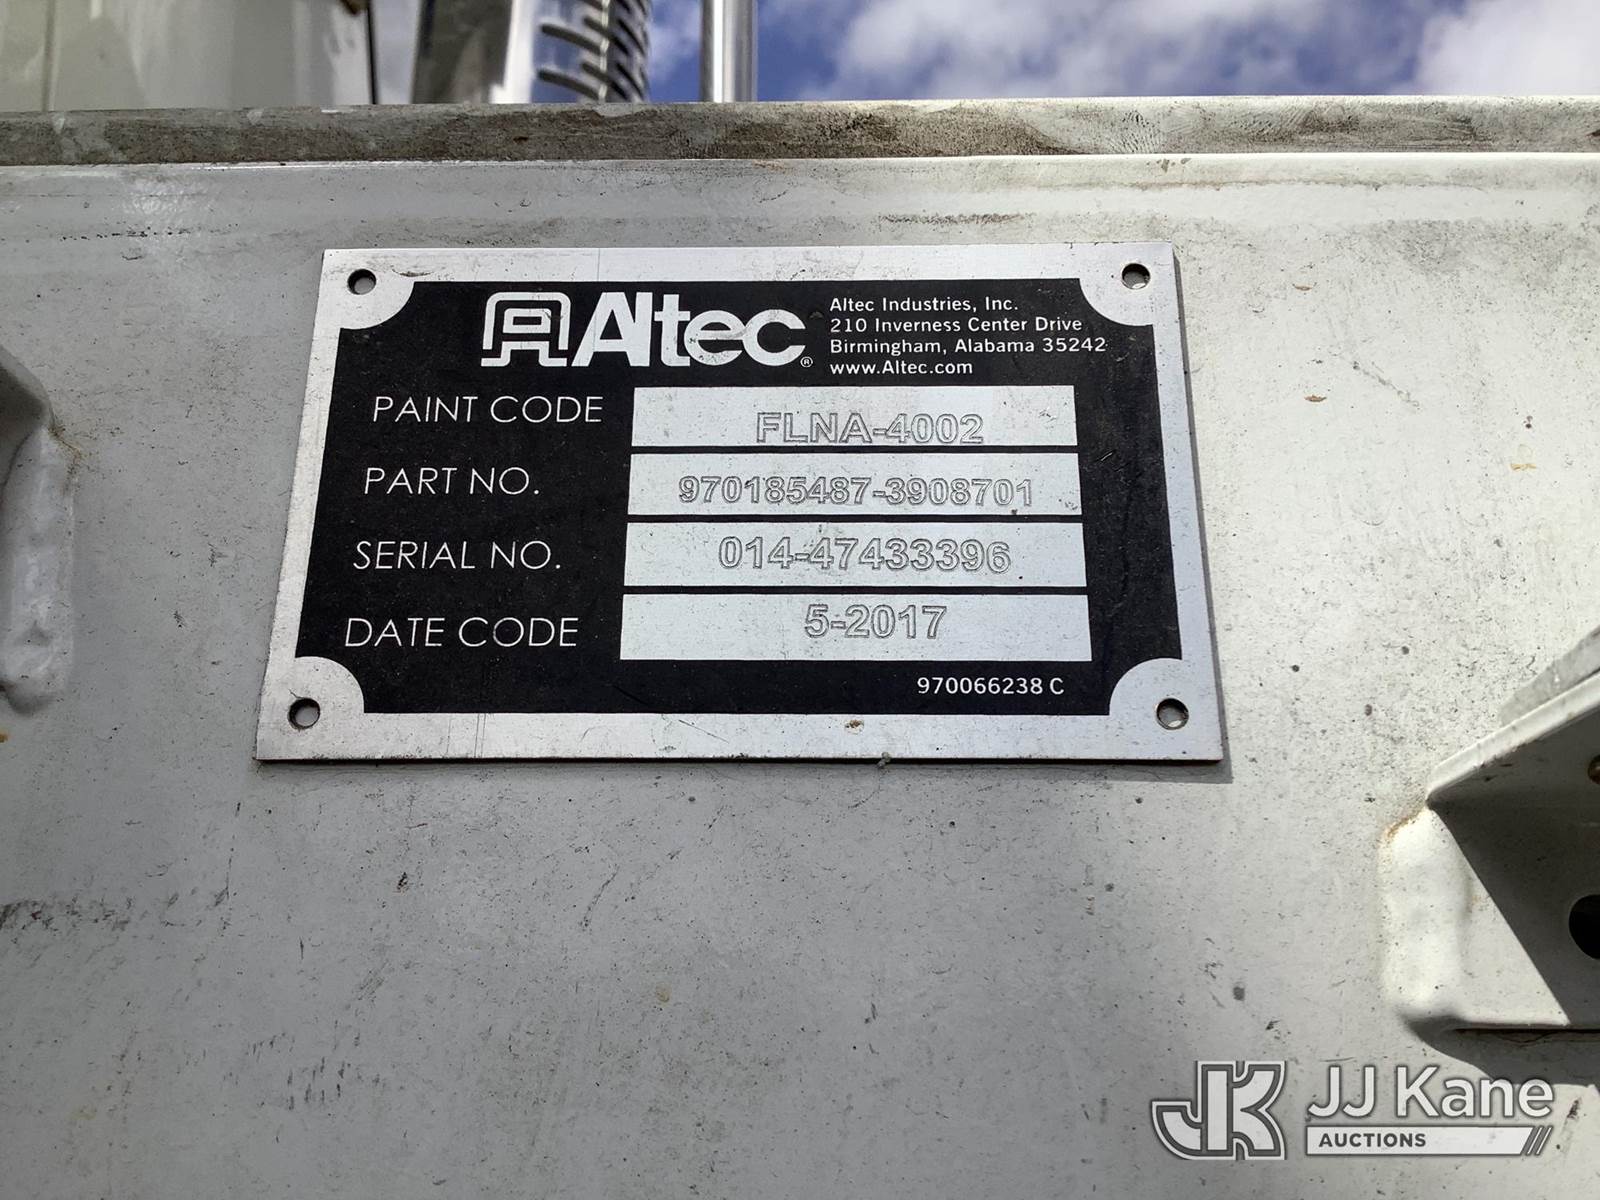 Altec®
Altec Industries, Inc.
210 Inverness Center Drive
Birmingham, Alabama 35242
www.Altec.com
PAINT CODE FLNA-4002
PART NO. 970185487-3908701
SERIAL NO. 014-47433396
DATE CODE 5-2017
970066238 C
JK JJ Kane
AUCTIONS